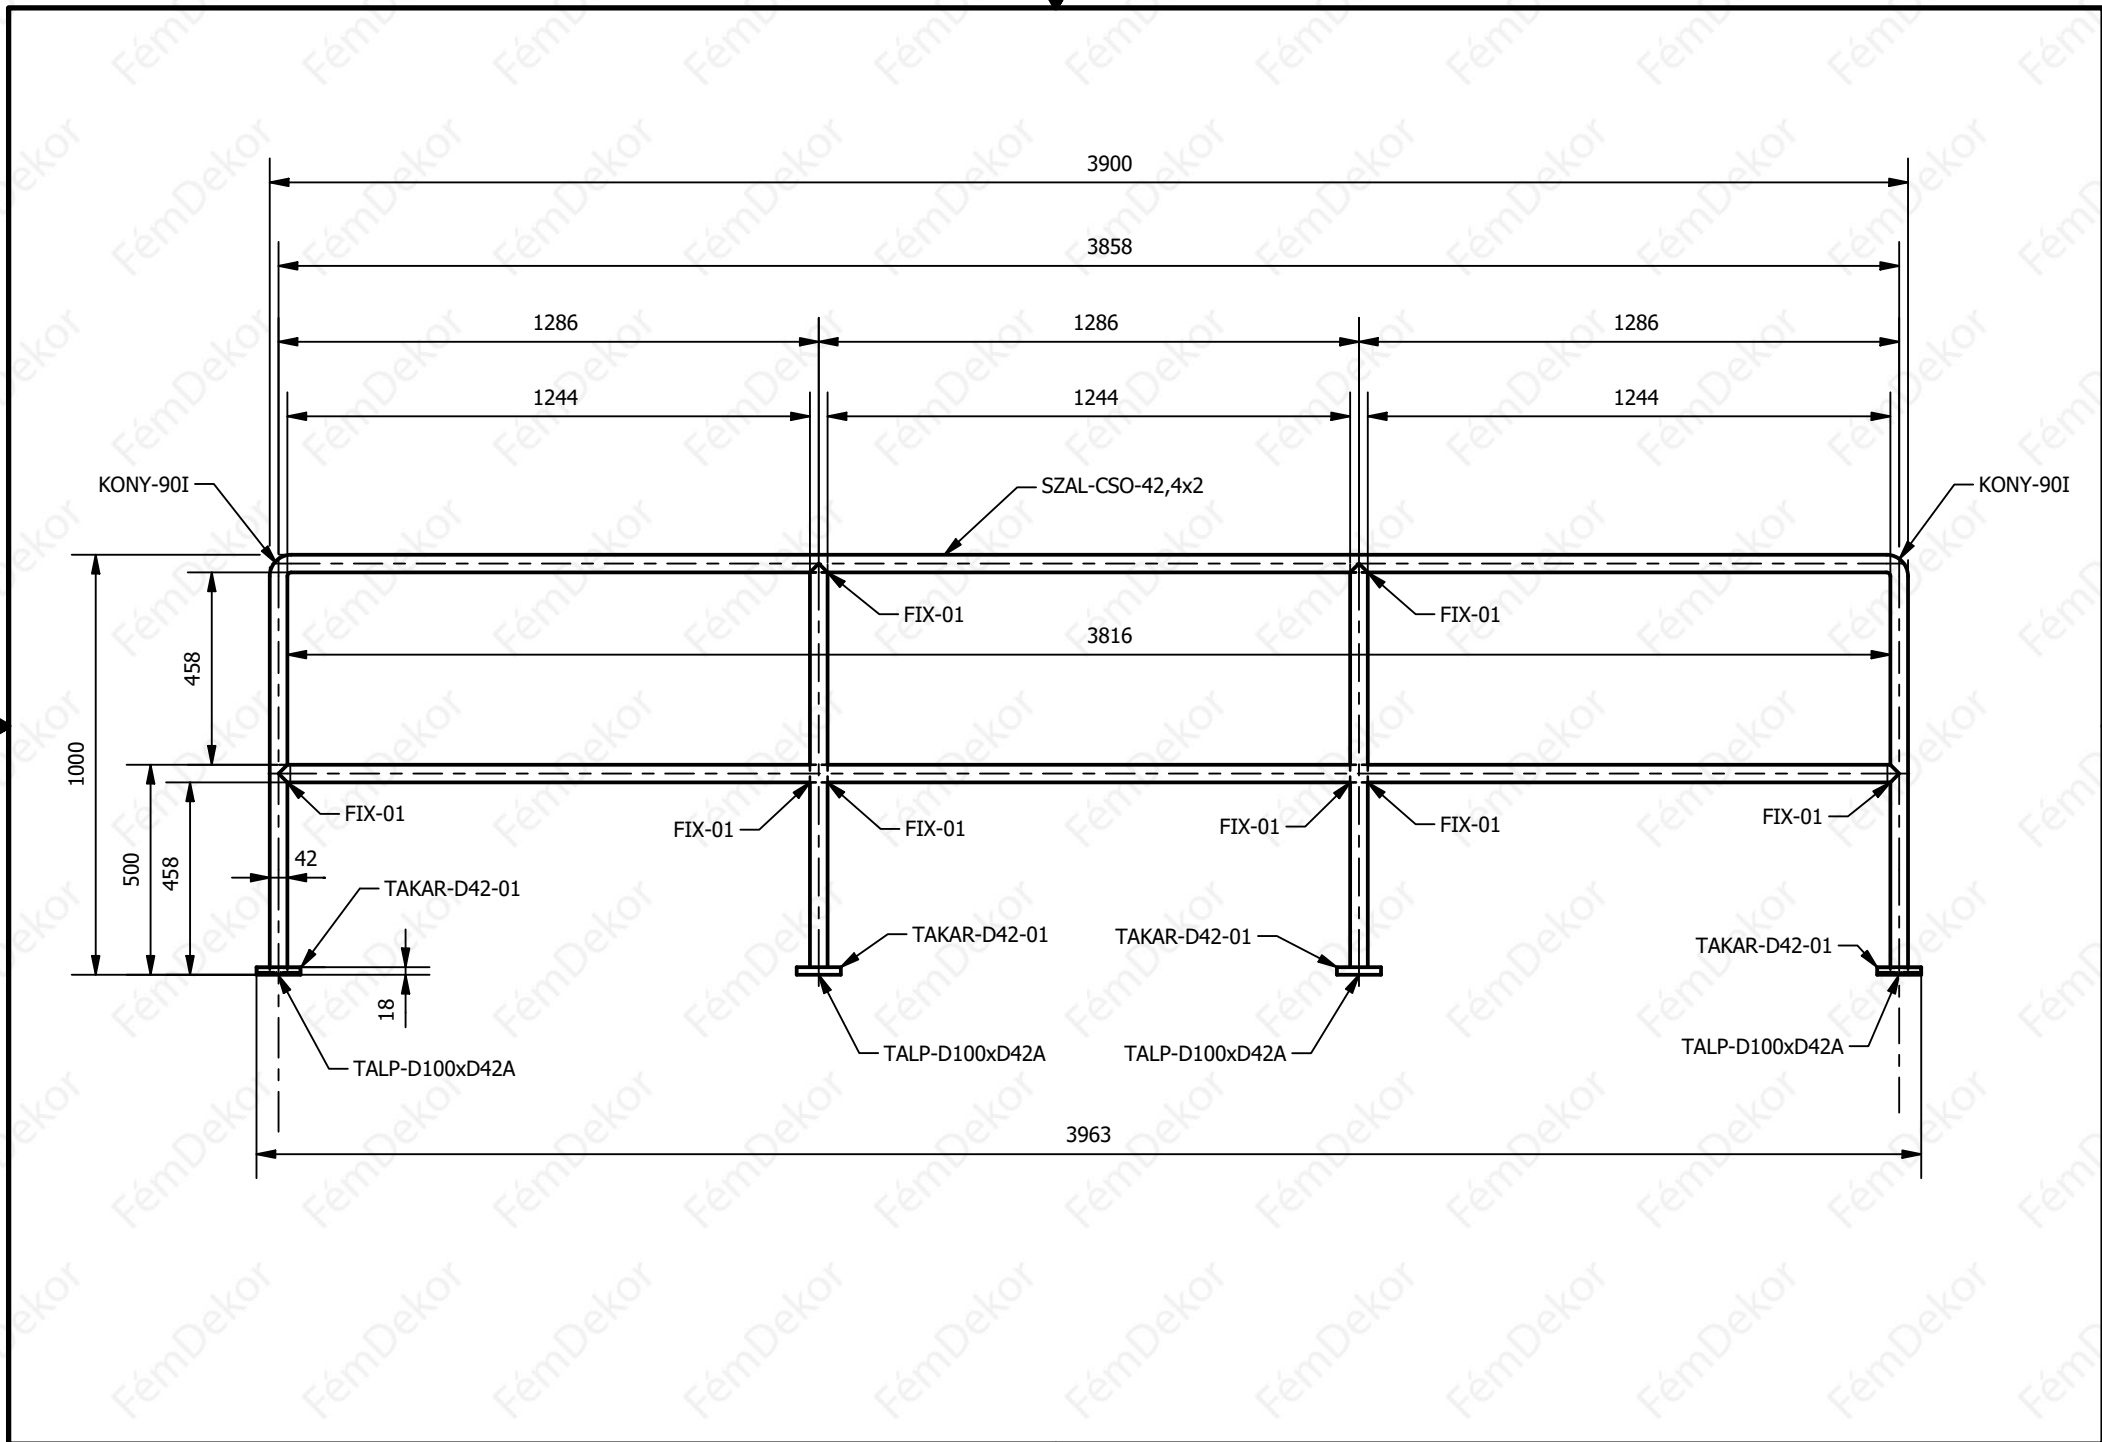 3900
3858
1286 1286 1286
1244 1244 1244
KONY-90I SZAL-CSO-42,4x2 KONY-90I
FIX-01 FIX-01
3816
458
1000
FIX-01 FIX-01 FIX-01 FIX-01 FIX-01 FIX-01
500
458
42
TAKAR-D42-01 TAKAR-D42-01 TAKAR-D42-01 TAKAR-D42-01
18
TALP-D100xD42A TALP-D100xD42A TALP-D100xD42A TALP-D100xD42A
3963
FémDekor